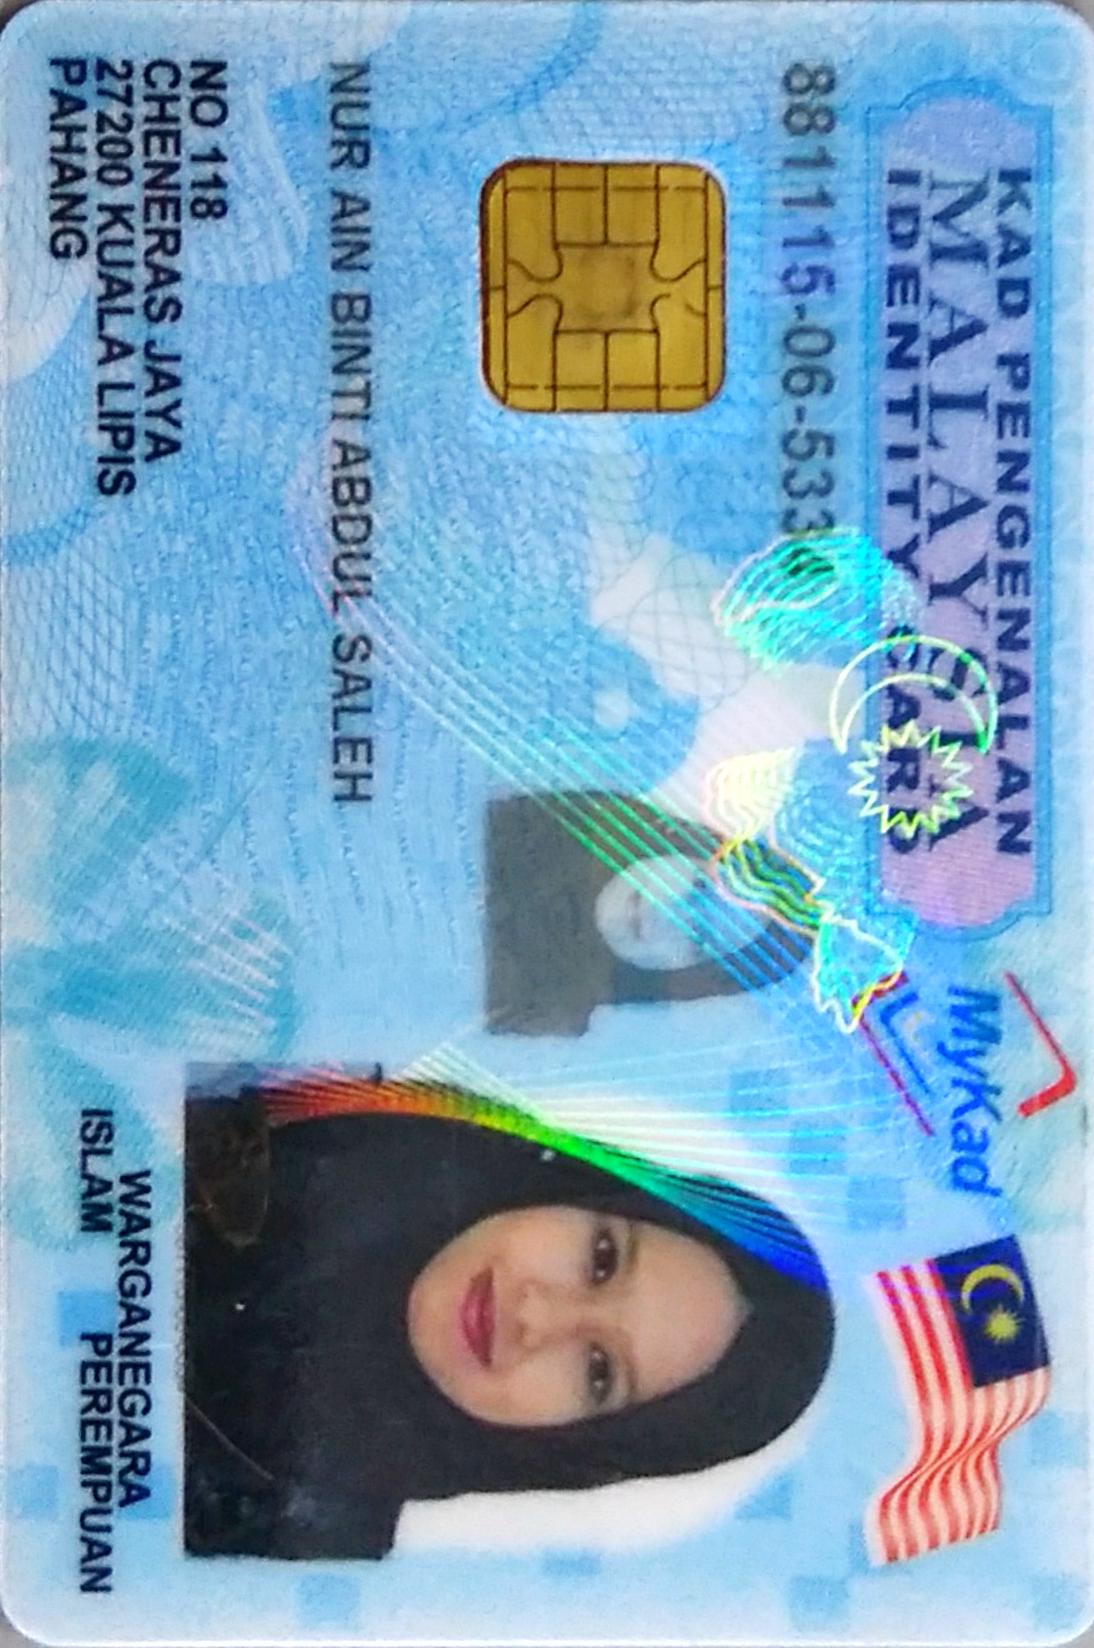 KAD PENGENALAN
MALAYSIA
IDENTITY CARD
MyKad
881115-06-533
NUR AIN BINTI ABDUL SALEH
NO 118
CHENERAS JAYA
27200 KUALA LIPIS
PAHANG
WARGANEGARA
ISLAM PEREMPUAN